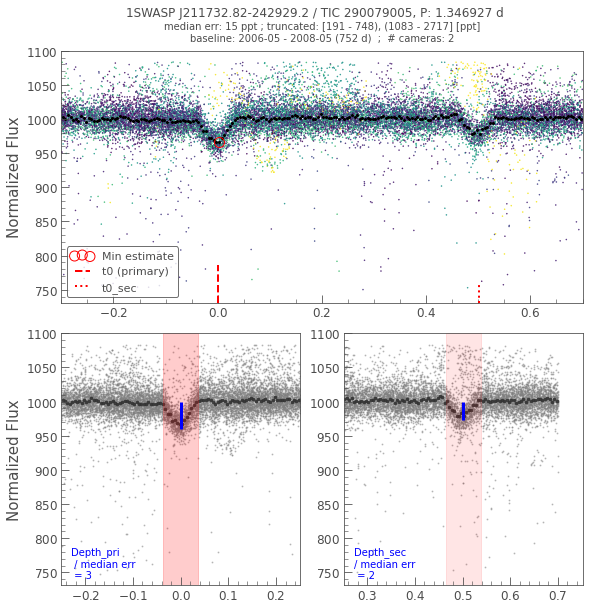 1SWASP J211732.82-242929.2 / TIC 290079005, P: 1.346927 d
median err: 15 ppt ; truncated: [191 - 748), (1083 - 2717] [ppt]
baseline: 2006-05 - 2008-05 (752 d)  ;  # cameras: 2
Normalized Flux
1100
1050
1000
950
900
850
800
750
Min estimate
t0 (primary)
t0_sec
−0.2 0.0 0.2 0.4 0.6
Normalized Flux
1100
1050
1000
950
900
850
800
750
Depth_pri
/ median err
= 3
−0.2 −0.1 0.0 0.1 0.2
1100
1050
1000
950
900
850
800
750
Depth_sec
/ median err
= 2
0.3 0.4 0.5 0.6 0.7